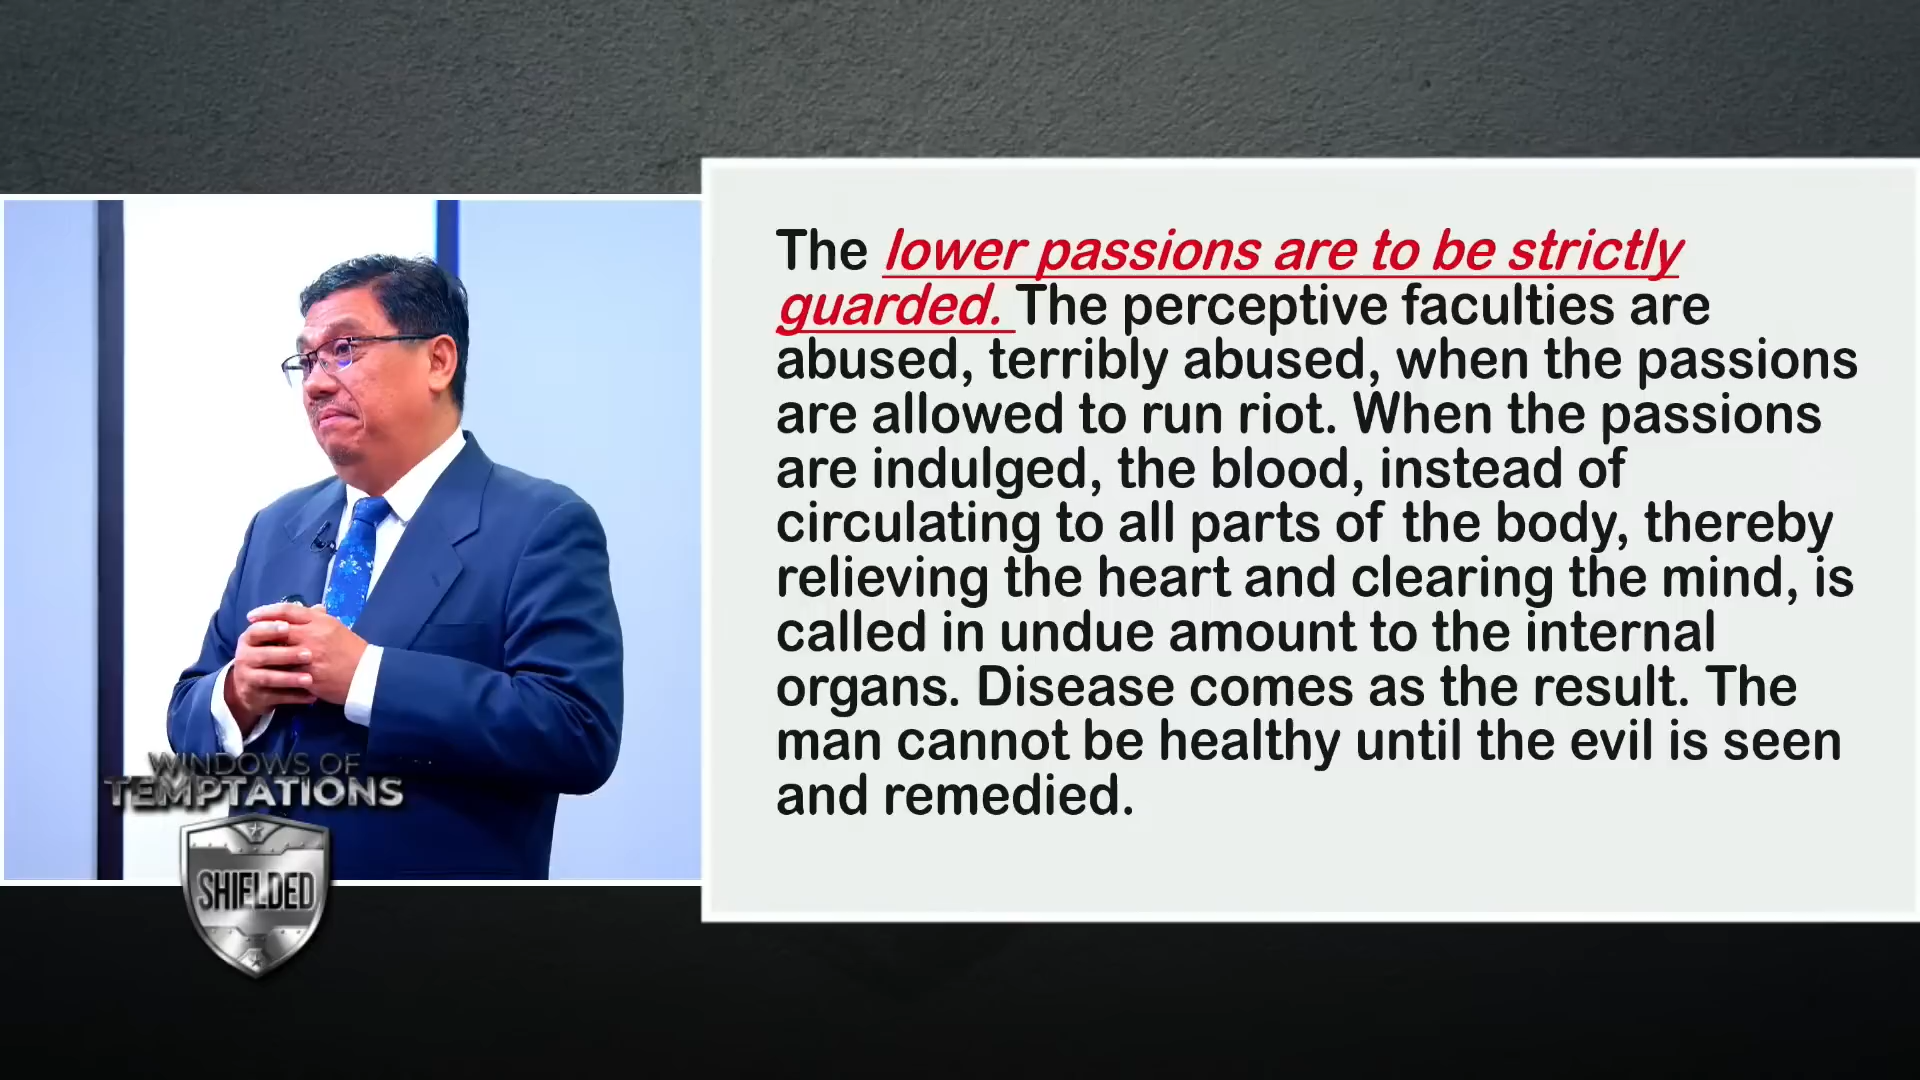 The lower passions are to be strictly
guarded. The perceptive faculties are
abused, terribly abused, when the passions
are allowed to run riot. When the passions
are indulged, the blood, instead of
circulating to all parts of the body, thereby
relieving the heart and clearing the mind, is
called in undue amount to the internal
organs. Disease comes as the result. The
man cannot be healthy until the evil is seen
and remedied.
WINDOWS OF
TEMPTATIONS
SHIELDED